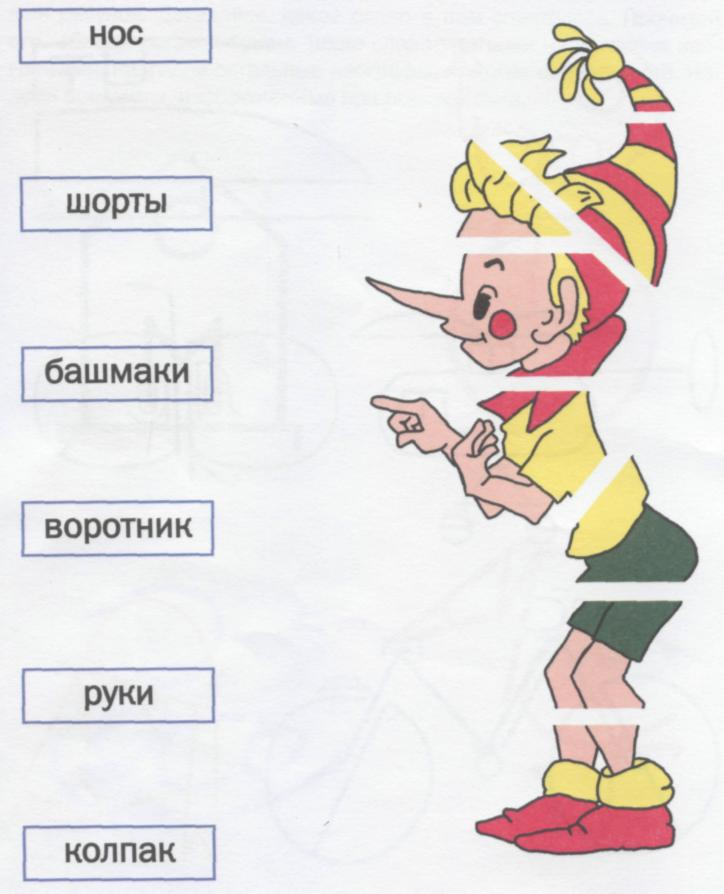 нос
шорты
башмаки
воротник
руки
колпак